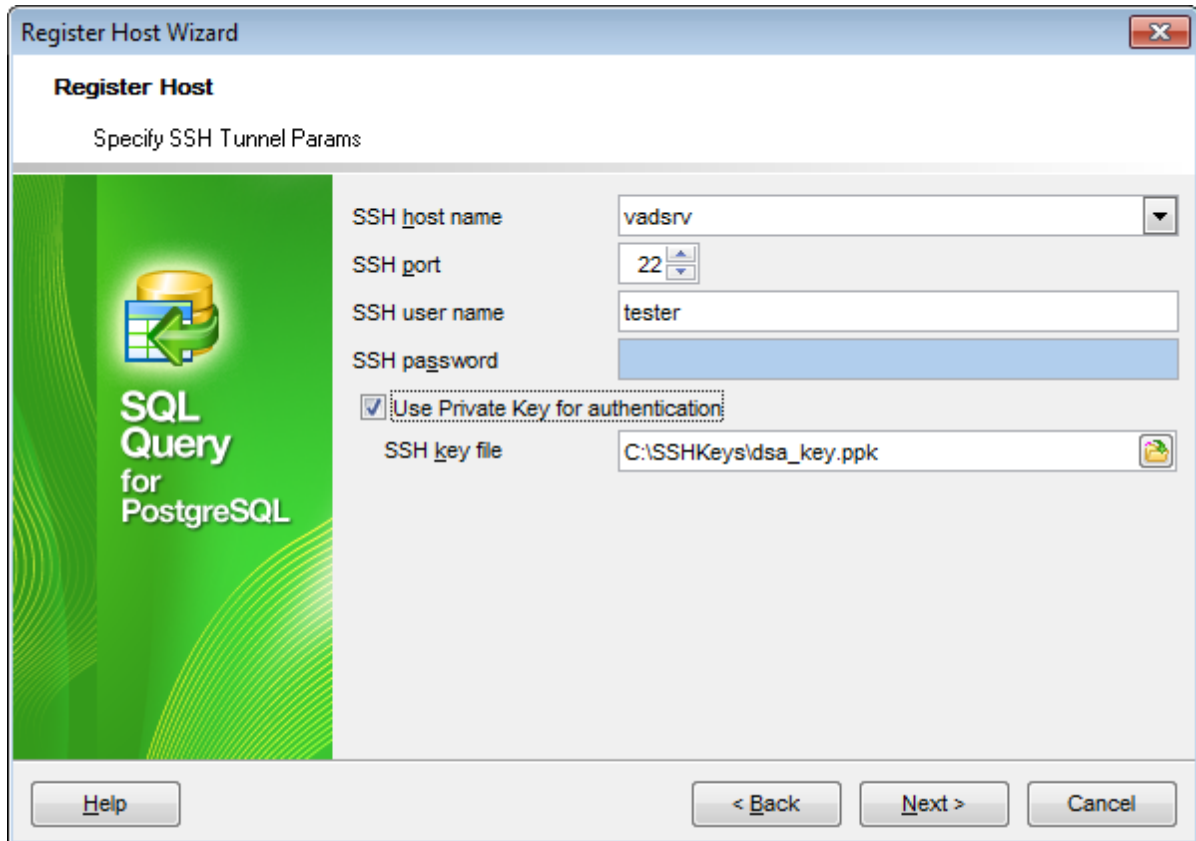 Register Host Wizard
Register Host
Specify SSH Tunnel Params
SQL
Query
for
PostgreSQL
SSH host name vadsrv
SSH port 22
SSH user name tester
SSH password
Use Private Key for authentication
SSH key file C:\SSHKeys\dsa_key.ppk
Help < Back Next > Cancel